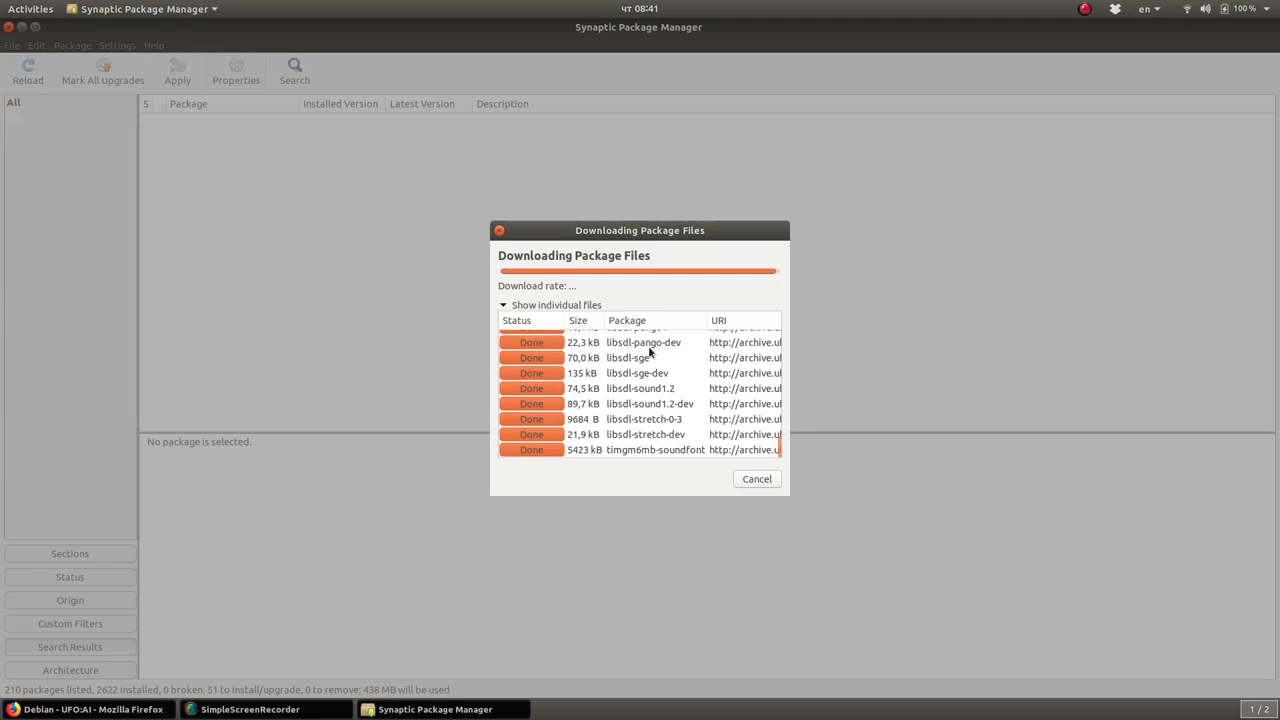 Activities Synaptic Package Manager чт 08:41 en 100 %
Synaptic Package Manager
File Edit Package Settings Help
Reload Mark All Upgrades Apply Properties Search
All
S Package Installed Version Latest Version Description
Downloading Package Files
Downloading Package Files
Download rate: ...
Show individual files
Status Size Package URI
Done 22,3 kB libsdl-pango-dev http://archive.ul
Done 70,0 kB libsdl-sge http://archive.ul
Done 135 kB libsdl-sge-dev http://archive.ul
Done 74,5 kB libsdl-sound1.2 http://archive.ul
Done 89,7 kB libsdl-sound1.2-dev http://archive.ul
Done 9684 B libsdl-stretch-0-3 http://archive.ul
Done 21,9 kB libsdl-stretch-dev http://archive.ul
Done 5423 kB timgm6mb-soundfont http://archive.u
Cancel
No package is selected.
Sections
Status
Origin
Custom Filters
Search Results
Architecture
210 packages listed, 2622 installed, 0 broken. 51 to install/upgrade, 0 to remove; 438 MB will be used
Debian - UFO:AI - Mozilla Firefox SimpleScreenRecorder Synaptic Package Manager 1 / 2